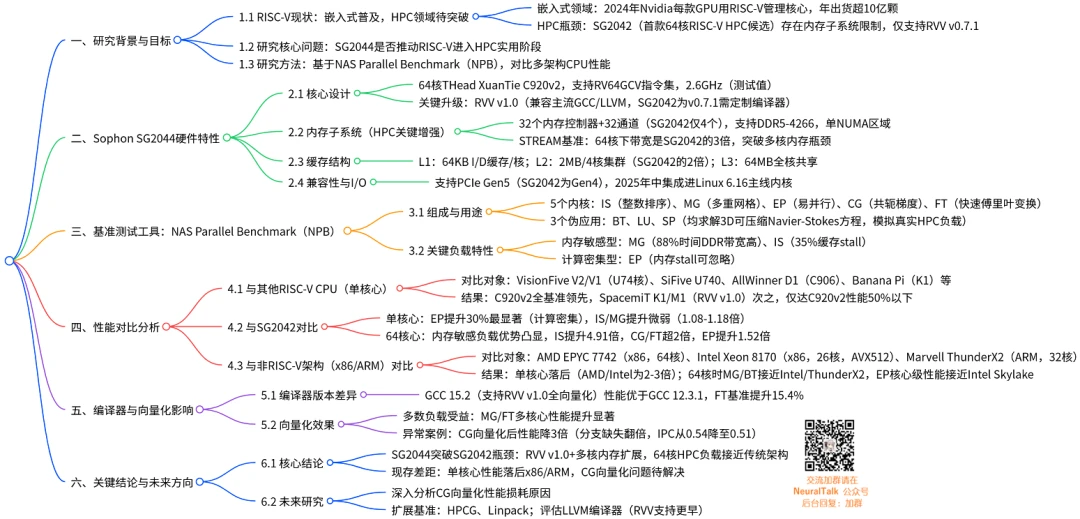 一、研究背景与目标
1.1 RISC-V现状：嵌入式普及，HPC领域待突破
嵌入式领域：2024年Nvidia每款GPU用RISC-V管理核心，年出货超10亿颗
HPC瓶颈：SG2042（首款64核RISC-V HPC候选）存在内存子系统限制，仅支持RVV v0.7.1
1.2 研究核心问题：SG2044是否推动RISC-V进入HPC实用阶段
1.3 研究方法：基于NAS Parallel Benchmark（NPB），对比多架构CPU性能
二、Sophon SG2044硬件特性
2.1 核心设计
64核THead XuanTie C920v2，支持RV64GCV指令集，2.6GHz（测试值）
关键升级：RVV v1.0（兼容主流GCC/LLVM，SG2042为v0.7.1需定制编译器）
2.2 内存子系统（HPC关键增强）
32个内存控制器+32通道（SG2042仅4个），支持DDR5-4266，单NUMA区域
STREAM基准：64核下带宽是SG2042的3倍，突破多核内存瓶颈
2.3 缓存结构
L1：64KB I/D缓存/核；L2：2MB/4核集群（SG2042的2倍）；L3：64MB全核共享
2.4 兼容性与I/O
支持PCIe Gen5（SG2042为Gen4），2025年中集成进Linux 6.16主线内核
三、基准测试工具：NAS Parallel Benchmark（NPB）
3.1 组成与用途
5个内核：IS（整数排序）、MG（多重网格）、EP（易并行）、CG（共轭梯度）、FT（快速傅里叶变换）
3个伪应用：BT、LU、SP（均求解3D可压缩Navier-Stokes方程，模拟真实HPC负载）
3.2 关键负载特性
内存敏感型：MG（88%时间DDR带宽高）、IS（35%缓存stall）
计算密集型：EP（内存stall可忽略）
四、性能对比分析
4.1 与其他RISC-V CPU（单核心）
对比对象：VisionFive V2/V1（U74核）、SiFive U740、AllWinner D1（C906）、Banana Pi（K1）等
结果：C920v2全基准领先，SpacemiT K1/M1（RVV v1.0）次之，仅达C920v2性能50%以下
4.2 与SG2042对比
单核心：EP提升30%最显著（计算密集），IS/MG提升微弱（1.08-1.18倍）
64核心：内存敏感负载优势凸显，IS提升4.91倍，CG/FT超2倍，EP提升1.52倍
4.3 与非RISC-V架构（x86/ARM）对比
对比对象：AMD EPYC 7742（x86，64核）、Intel Xeon 8170（x86，26核，AVX512）、Marvell ThunderX2（ARM，32核）
结果：单核心落后（AMD/Intel为2-3倍）；64核时MG/BT接近Intel/ThunderX2，EP核心级性能接近Intel Skylake
五、编译器与向量化影响
5.1 编译器版本差异
GCC 15.2（支持RVV v1.0全向量化）性能优于GCC 12.3.1，FT基准提升15.4%
5.2 向量化效果
多数负载受益：MG/FT多核心性能提升显著
异常案例：CG向量化后性能降3倍（分支缺失翻倍，IPC从0.54降至0.51）
六、关键结论与未来方向
6.1 核心结论
SG2044突破SG2042瓶颈：RVV v1.0+多核内存扩展，64核HPC负载接近传统架构
现存差距：单核心性能落后x86/ARM，CG向量化问题待解决
6.2 未来研究
深入分析CG向量化性能损耗原因
扩展基准：HPCG、Linpack；评估LLVM编译器（RVV支持更早）
交流加群请在
NeuralTalk 公众号
后台回复：加群